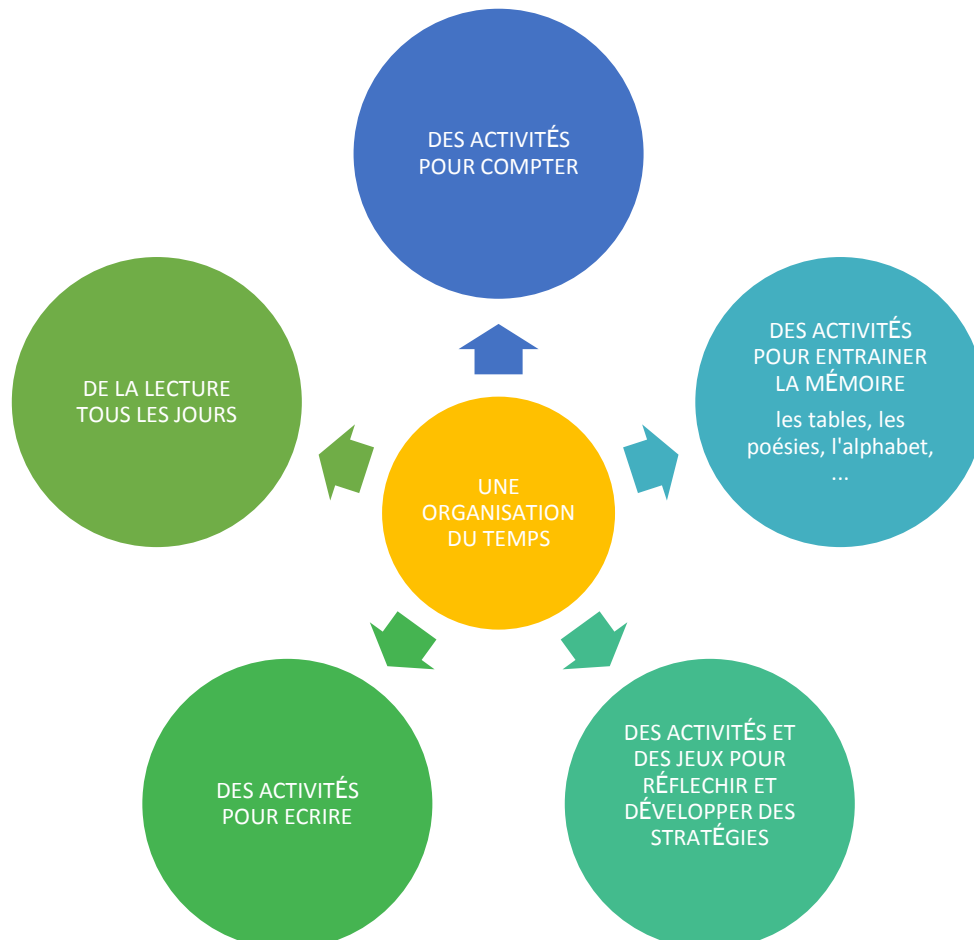 DES ACTIVITÉS
POUR COMPTER
DES ACTIVITÉS
POUR ENTRAINER
LA MÉMOIRE
les tables, les
poésies, l'alphabet,
...
DE LA LECTURE
TOUS LES JOURS
UNE
ORGANISATION
DU TEMPS
DES ACTIVITÉS ET
DES JEUX POUR
RÉFLECHIR ET
DÉVELOPPER DES
STRATÉGIES
DES ACTIVITÉS
POUR ECRIRE